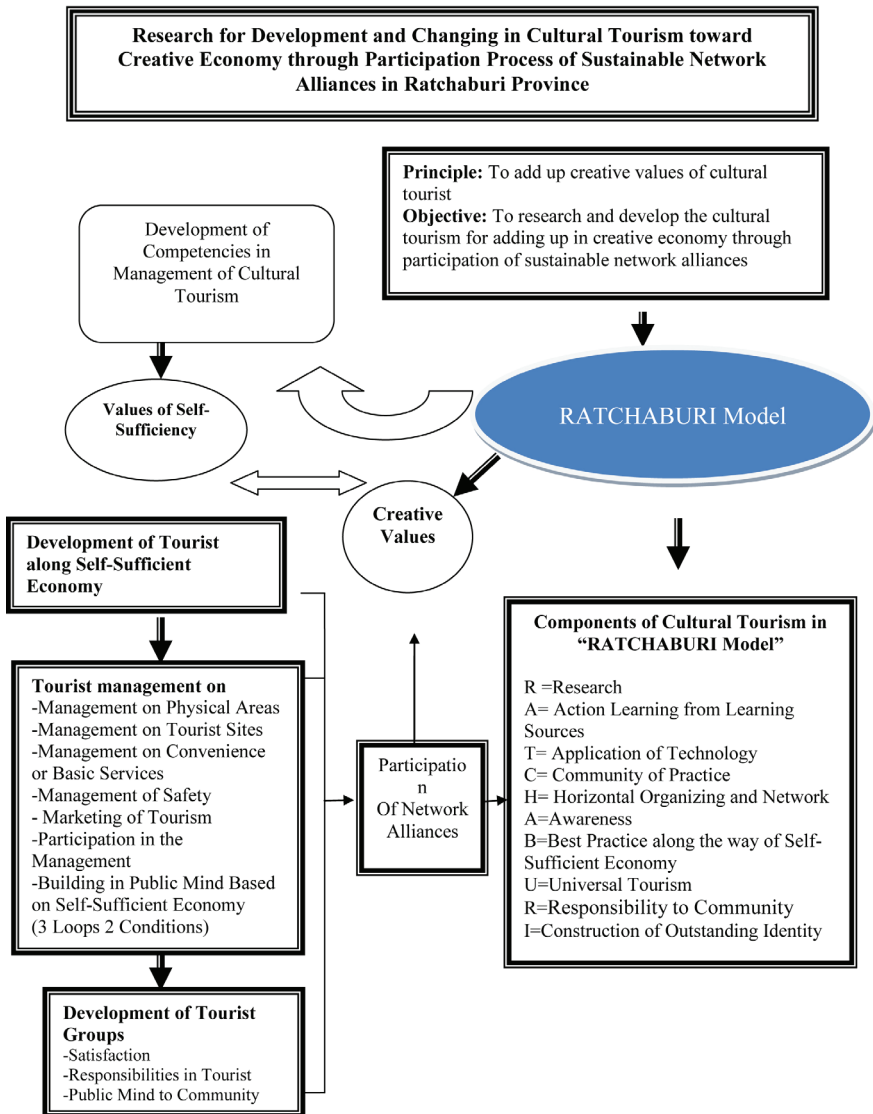 Research for Development and Changing in Cultural Tourism toward
Creative Economy through Participation Process of Sustainable Network
Alliances in Ratchaburi Province
Principle: To add up creative values of cultural
tourist
Objective: To research and develop the cultural
tourism for adding up in creative economy through
participation of sustainable network alliances
Development of
Competencies in
Management of Cultural
Tourism
Values of Self-
Sufficiency
RATCHABURI Model
Creative
Values
Development of Tourist
along Self-Sufficient
Economy
Tourist management on
-Management on Physical Areas
-Management on Tourist Sites
-Management on Convenience
or Basic Services
-Management of Safety
- Marketing of Tourism
-Participation in the
Management
-Building in Public Mind Based
on Self-Sufficient Economy
(3 Loops 2 Conditions)
Development of Tourist
Groups
-Satisfaction
-Responsibilities in Tourist
-Public Mind to Community
Participatio
n
Of Network
Alliances
Components of Cultural Tourism in
“RATCHABURI Model”
R =Research
A= Action Learning from Learning
Sources
T= Application of Technology
C= Community of Practice
H= Horizontal Organizing and Network
A=Awareness
B=Best Practice along the way of Self-
Sufficient Economy
U=Universal Tourism
R=Responsibility to Community
I=Construction of Outstanding Identity